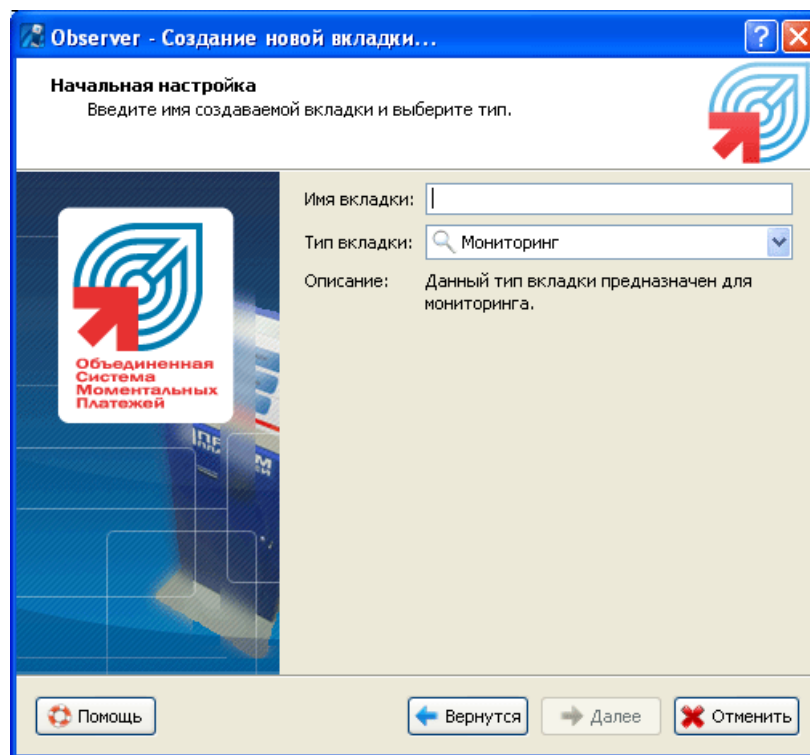 Observer - Создание новой вкладки...
Начальная настройка
Введите имя создаваемой вкладки и выберите тип.
Имя вкладки:
Тип вкладки: Мониторинг
Описание: Данный тип вкладки предназначен для
мониторинга.
Объединенная
Система
Моментальных
Платежей
Помощь
Вернутся
Далее
Отменить